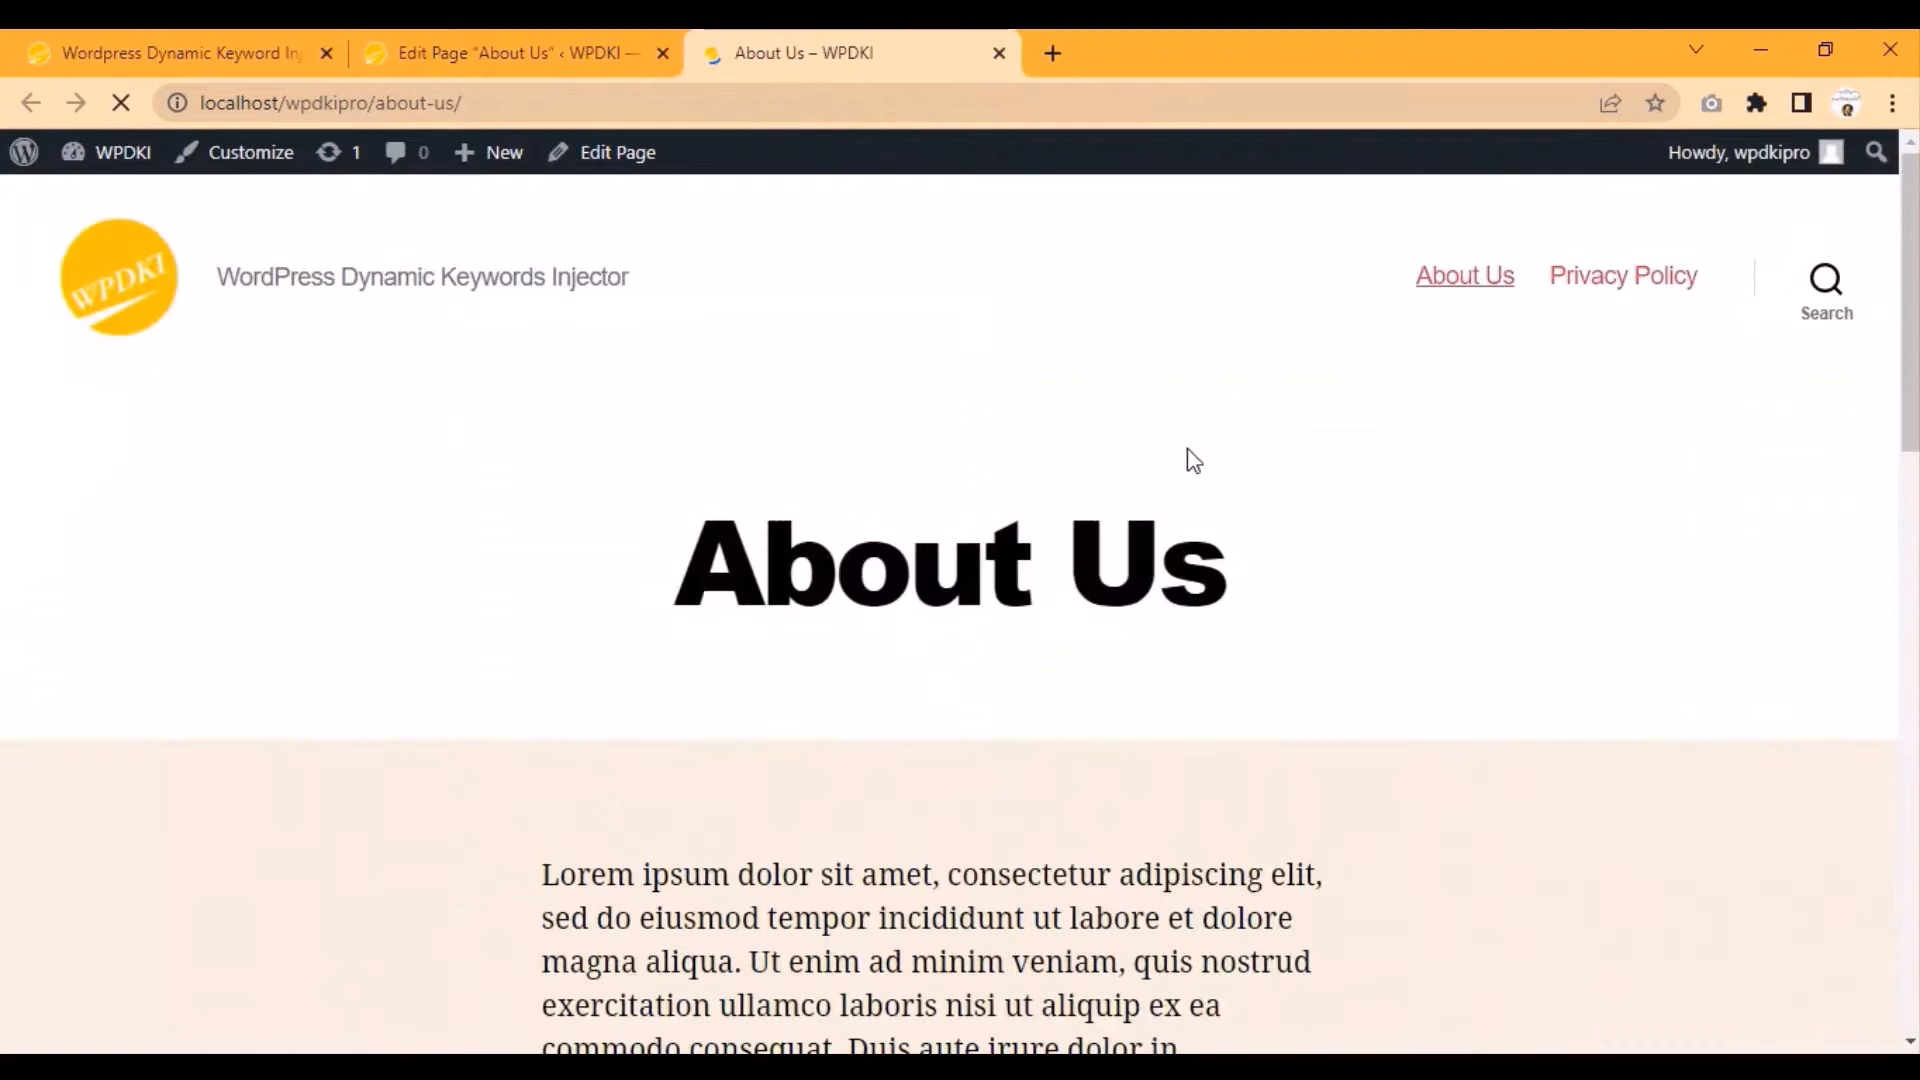 Wordpress Dynamic Keyword In
Edit Page "About Us" ‹ WPDKI —
About Us – WPDKI
localhost/wpdkipro/about-us/
WPDKI
Customize
1
0
New
Edit Page
Howdy, wpdkipro
WPDKI
WordPress Dynamic Keywords Injector
About Us
Privacy Policy
Search
About Us
Lorem ipsum dolor sit amet, consectetur adipiscing elit,
sed do eiusmod tempor incididunt ut labore et dolore
magna aliqua. Ut enim ad minim veniam, quis nostrud
exercitation ullamco laboris nisi ut aliquip ex ea
commodo consequat. Duis aute irure dolor in